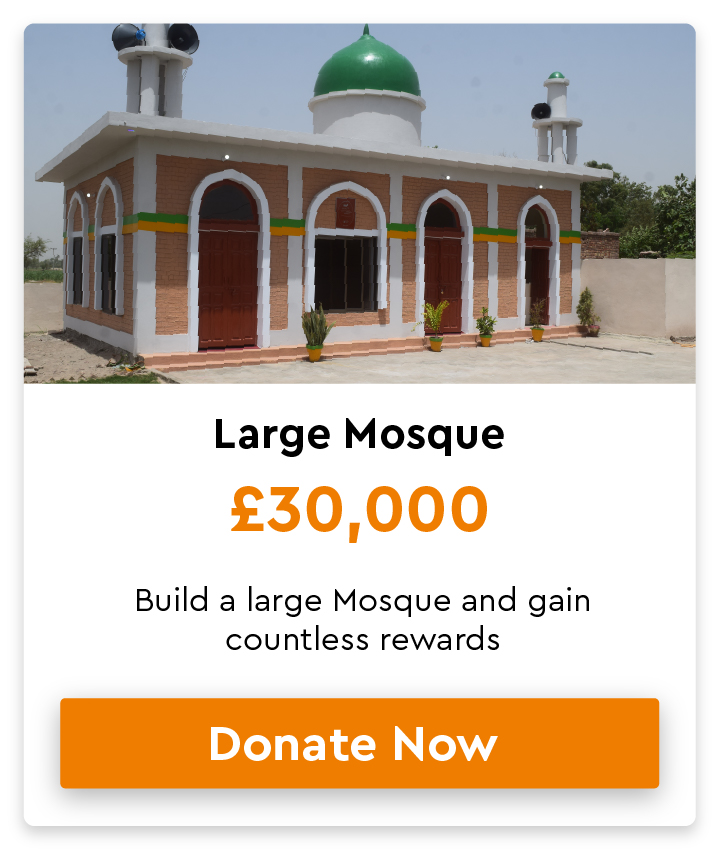 Large Mosque
£30,000
Build a large Mosque and gain
countless rewards
Donate Now